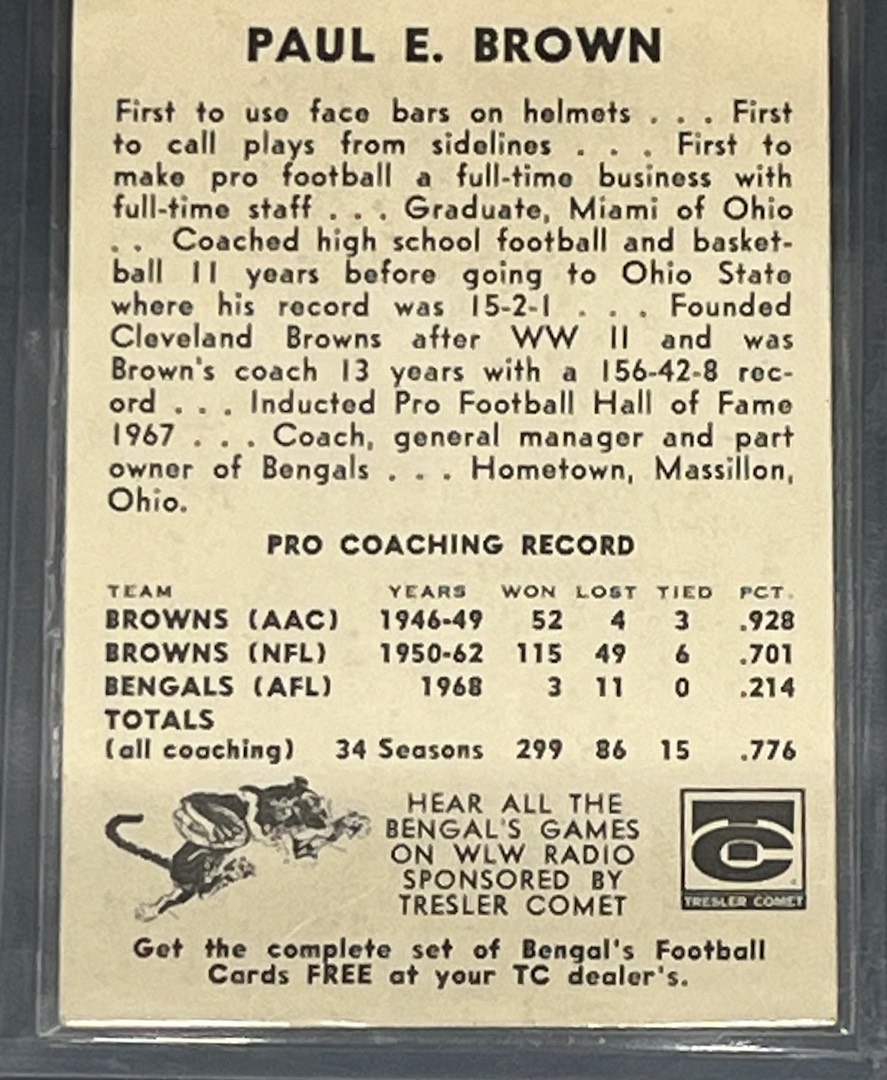 PAUL E. BROWN
First to use face bars on helmets . . . First
to call plays from sidelines . . . First to
make pro football a full-time business with
full-time staff . . . Graduate, Miami of Ohio
. . Coached high school football and basket-
ball 11 years before going to Ohio State
where his record was 15-2-1 . . . Founded
Cleveland Browns after WW II and was
Brown's coach 13 years with a 156-42-8 rec-
ord . . . Inducted Pro Football Hall of Fame
1967 . . . Coach, general manager and part
owner of Bengals . . . Hometown, Massillon,
Ohio.
PRO COACHING RECORD
TEAM YEARS WON LOST TIED PCT.
BROWNS (AAC) 1946-49 52 4 3 .928
BROWNS (NFL) 1950-62 115 49 6 .701
BENGALS (AFL) 1968 3 11 0 .214
TOTALS
(all coaching) 34 Seasons 299 86 15 .776
HEAR ALL THE
BENGAL'S GAMES
ON WLW RADIO
SPONSORED BY
TRESLER COMET
TC
TRESLER COMET
Get the complete set of Bengal's Football
Cards FREE at your TC dealer's.